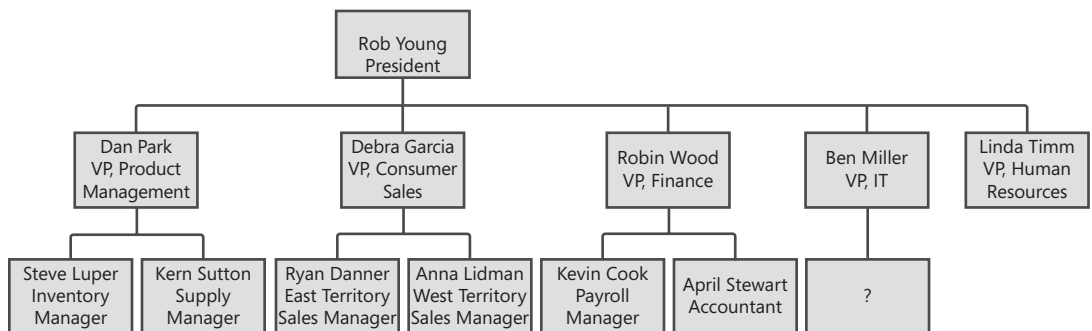 Rob Young
President
Dan Park
VP, Product
Management
Debra Garcia
VP, Consumer
Sales
Robin Wood
VP, Finance
Ben Miller
VP, IT
Linda Timm
VP, Human
Resources
Steve Luper
Inventory
Manager
Kern Sutton
Supply
Manager
Ryan Danner
East Territory
Sales Manager
Anna Lidman
West Territory
Sales Manager
Kevin Cook
Payroll
Manager
April Stewart
Accountant
?